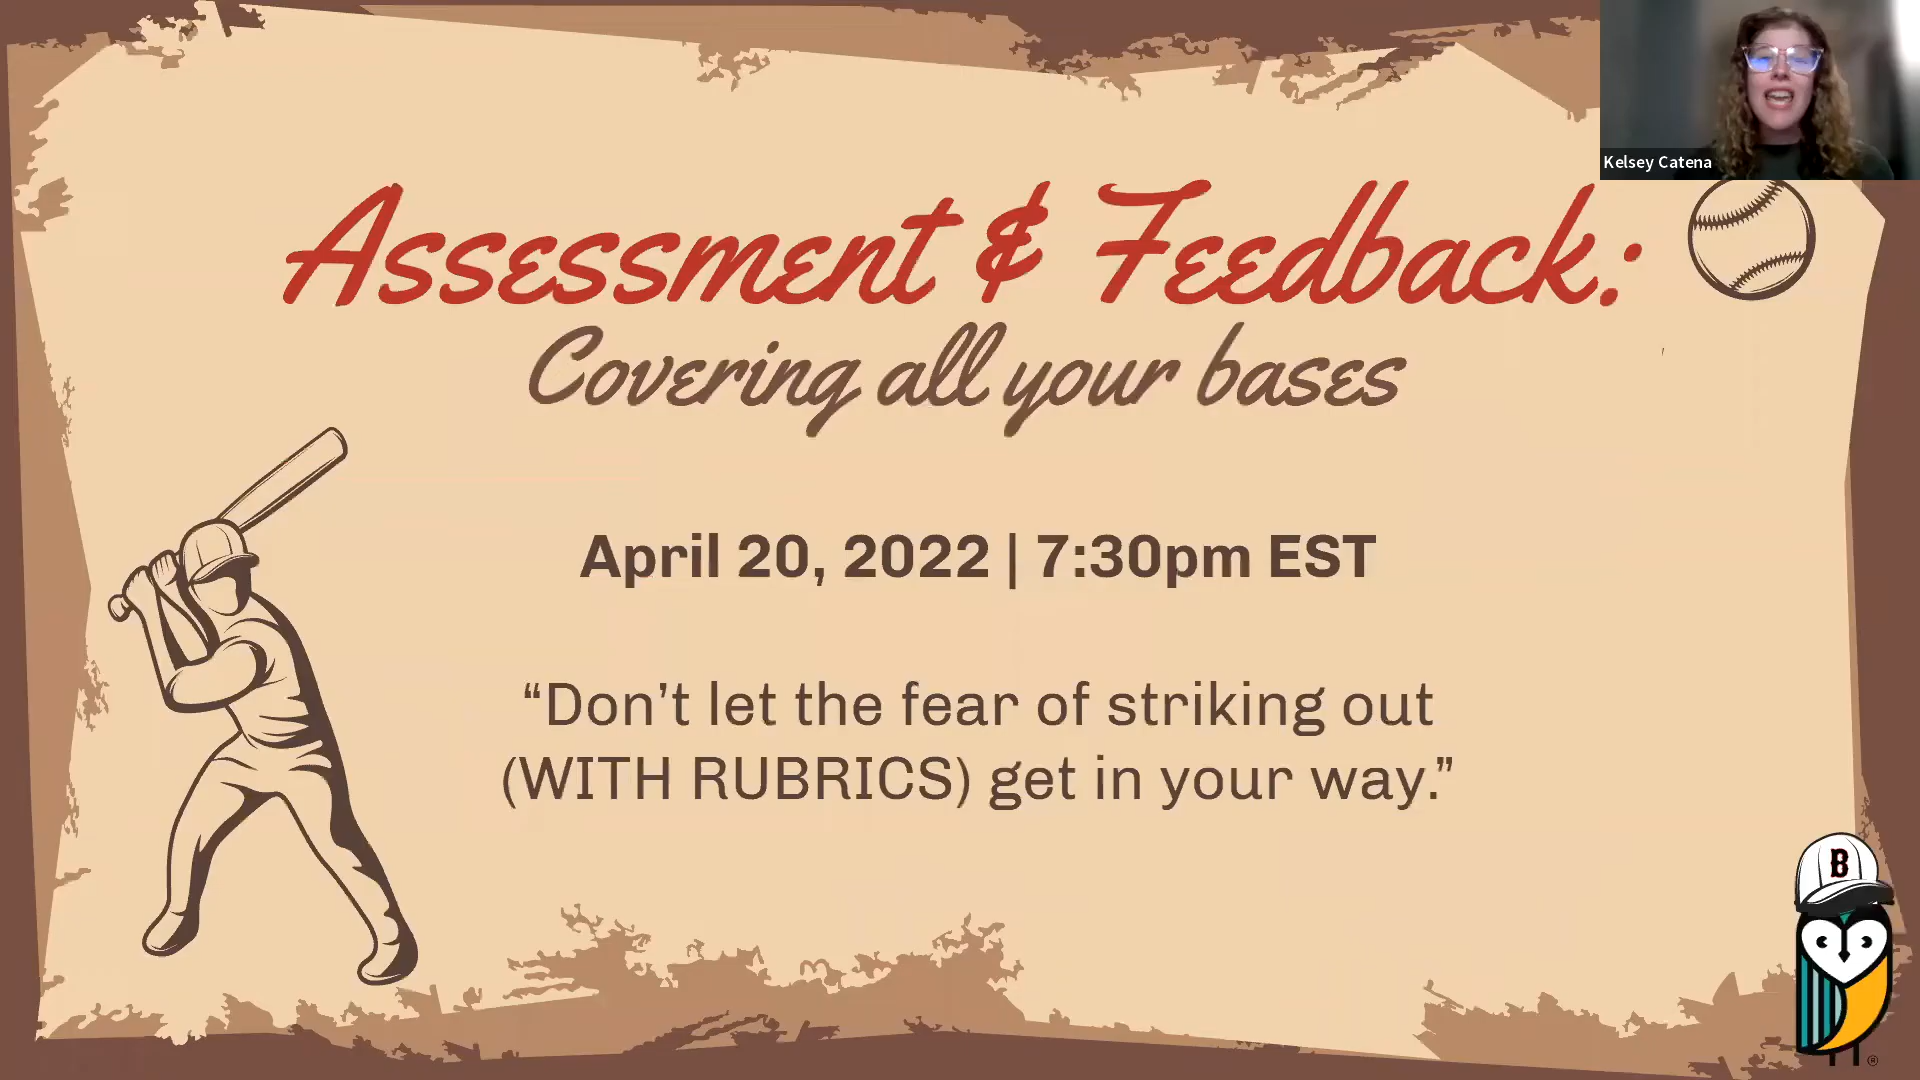 Kelsey Catena
Assessment & Feedback:
Covering all your bases
April 20, 2022 | 7:30pm EST
“Don’t let the fear of striking out
(WITH RUBRICS) get in your way.”
B
®